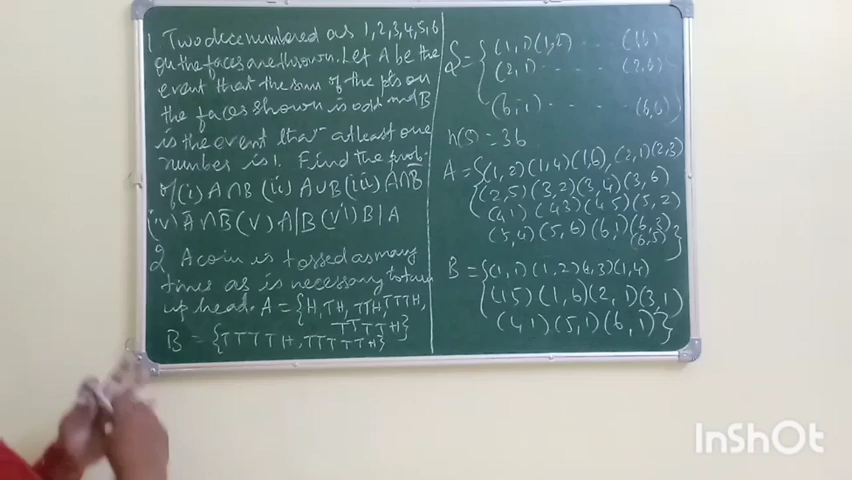 1. Two dice numbered as 1,2,3,4,5,6
on the faces are thrown. Let A be the
event that the sum of the pts on
the faces shown is odd and B
is the event that at least one
number is 1. Find the prob.
of (i) A∩B (ii) A∪B (iii) A∩B̅
(iv) A̅∩B̅ (v) A|B (vi) B|A
2 A coin is tossed as many
times as is necessary to turn
up head. A = {H, TH, TTH, TTTH,
TTTTH}
B = {TTTTH, TTTTTH}
S = {(1,1)(1,2) .... (1,6)
(2,1) .... (2,6)
(6,1) .... (6,6)}
n(S) = 36
A = {(1,2)(1,4)(1,6), (2,1)(2,3)
(2,5)(3,2)(3,4)(3,6)
(4 1) (4 3) (4 5) (5,2)
(5,4)(5,6)(6,1)(6,3)
(6,5)}
B = {(1,1)(1,2)(1,3)(1,4)
(1 5)(1,6)(2,1)(3,1)
(4 1)(5,1)(6,1)}
InShOt